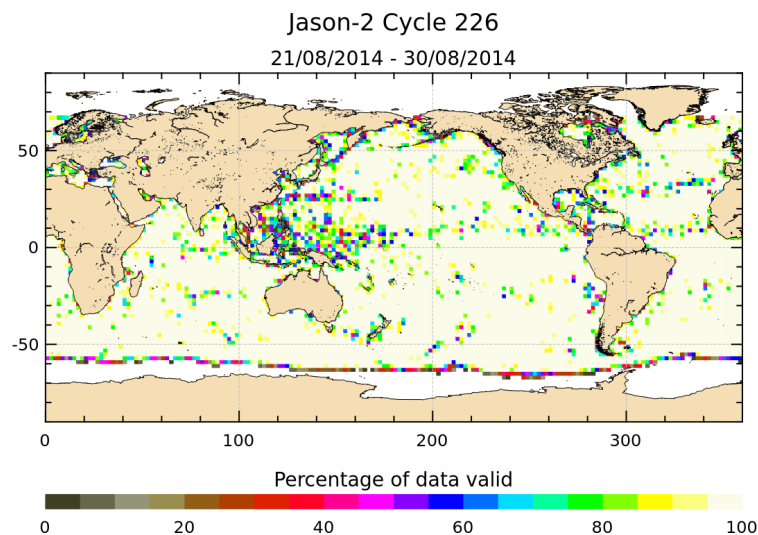 Jason-2 Cycle 226
21/08/2014 - 30/08/2014
50
0
-50
0 100 200 300
Percentage of data valid
0 20 40 60 80 100